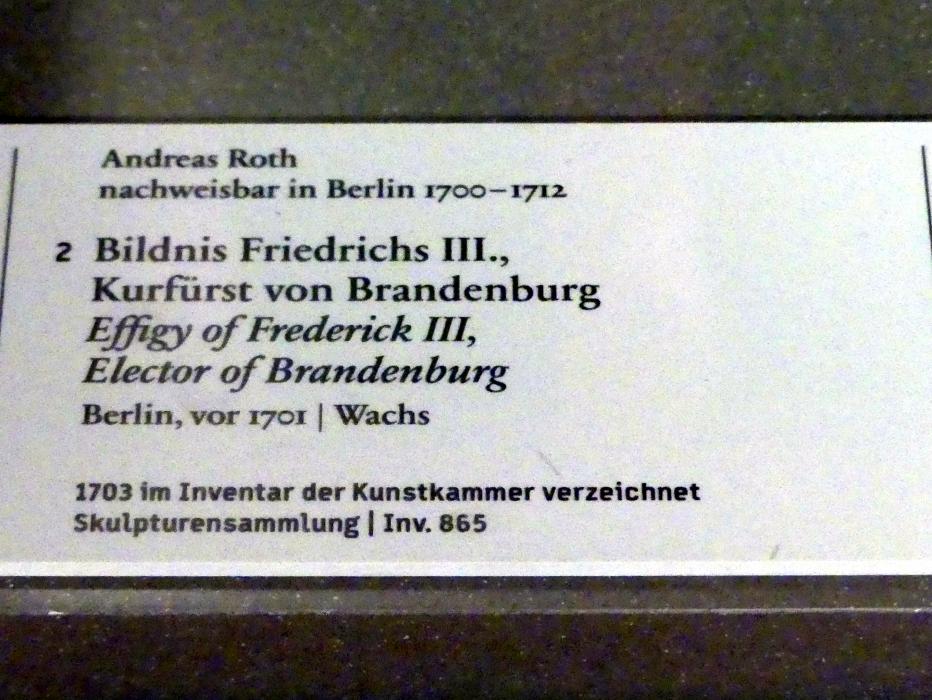 Andreas Roth
nachweisbar in Berlin 1700–1712
2 Bildnis Friedrichs III.,
Kurfürst von Brandenburg
Effigy of Frederick III,
Elector of Brandenburg
Berlin, vor 1701 | Wachs
1703 im Inventar der Kunstkammer verzeichnet
Skulpturensammlung | Inv. 865